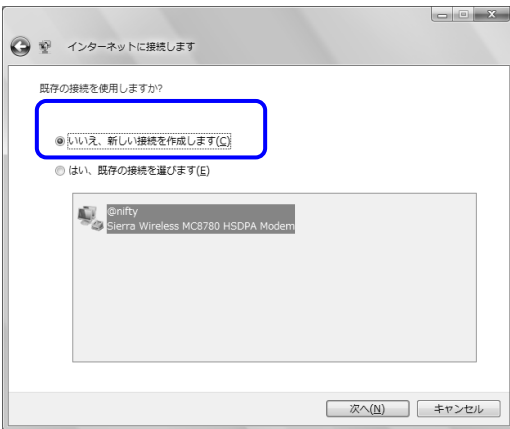 インターネットに接続します
既存の接続を使用しますか?
いいえ、新しい接続を作成します(C)
はい、既存の接続を選びます(E)
@nifty
Sierra Wireless MC8780 HSDPA Modem
次へ(N)
キャンセル